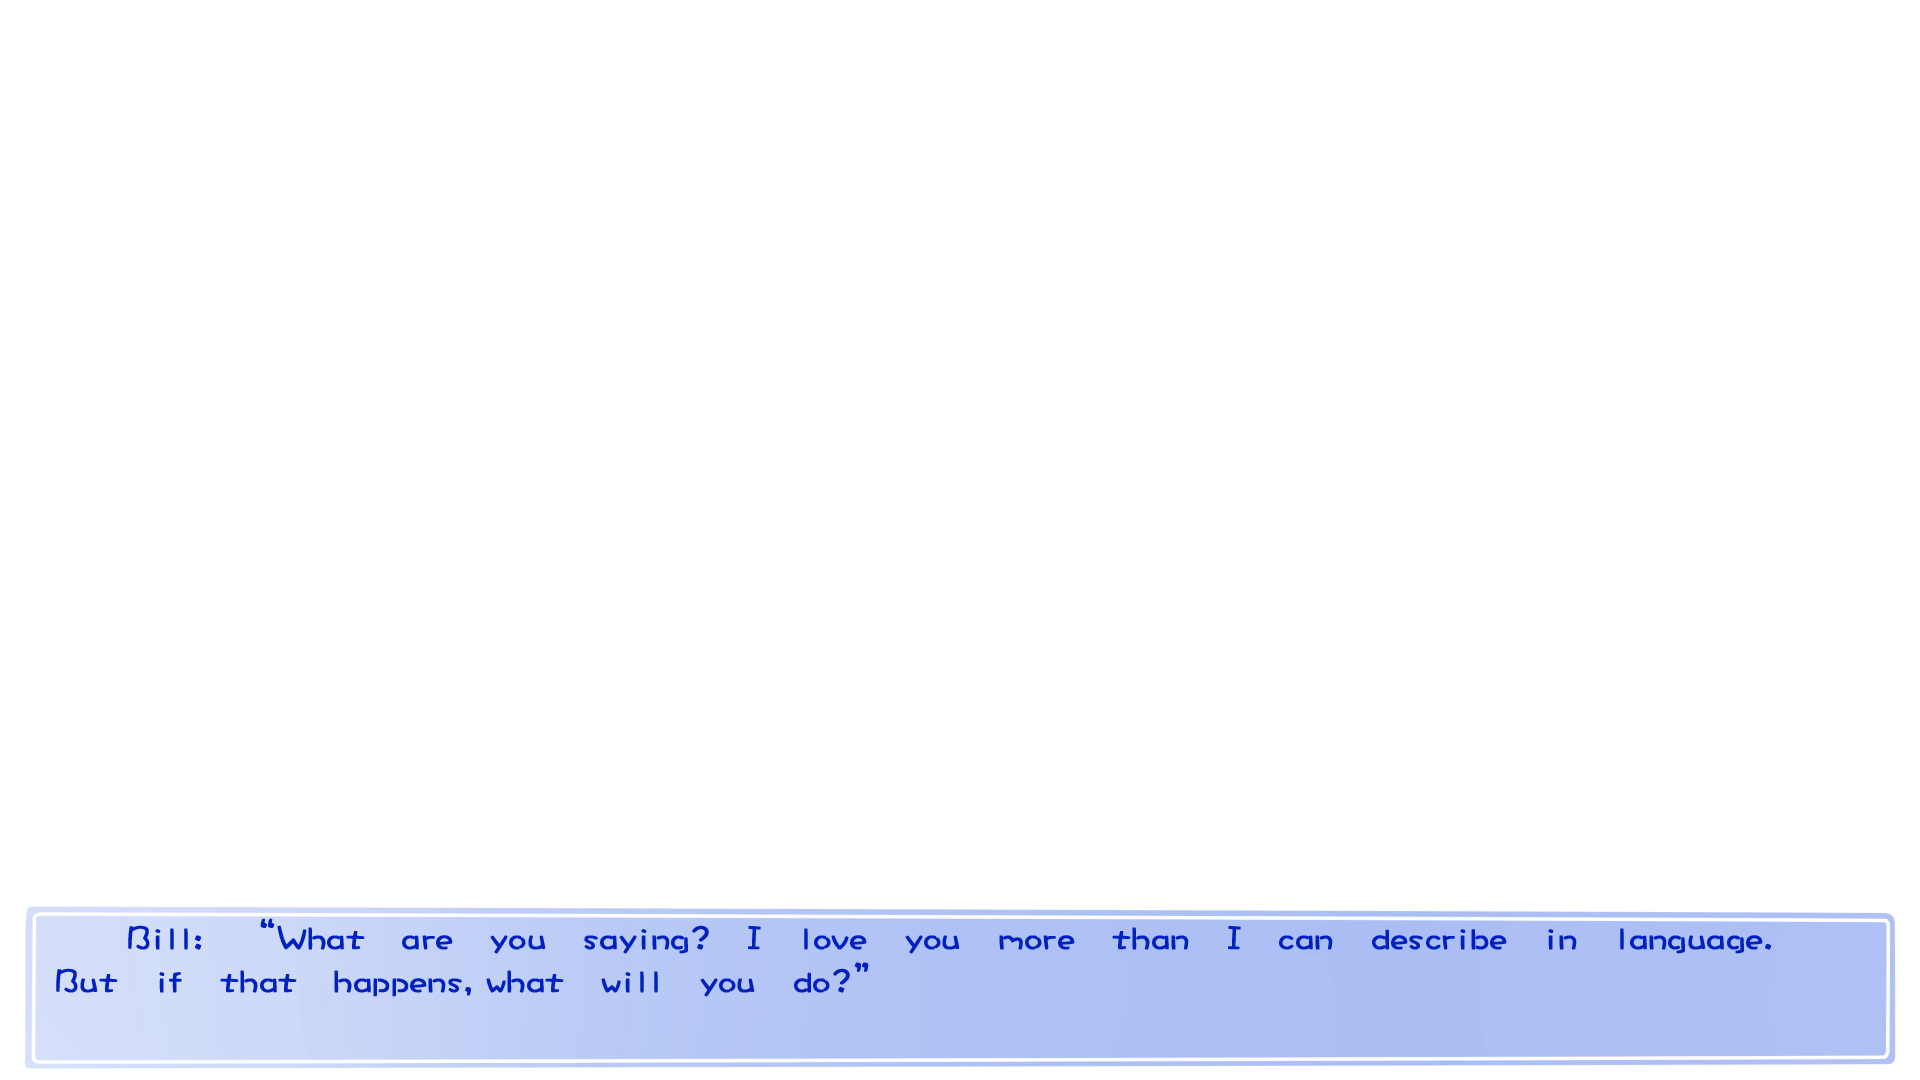 Bill: “What are you saying? I love you more than I can describe in language.
But if that happens, what will you do?”